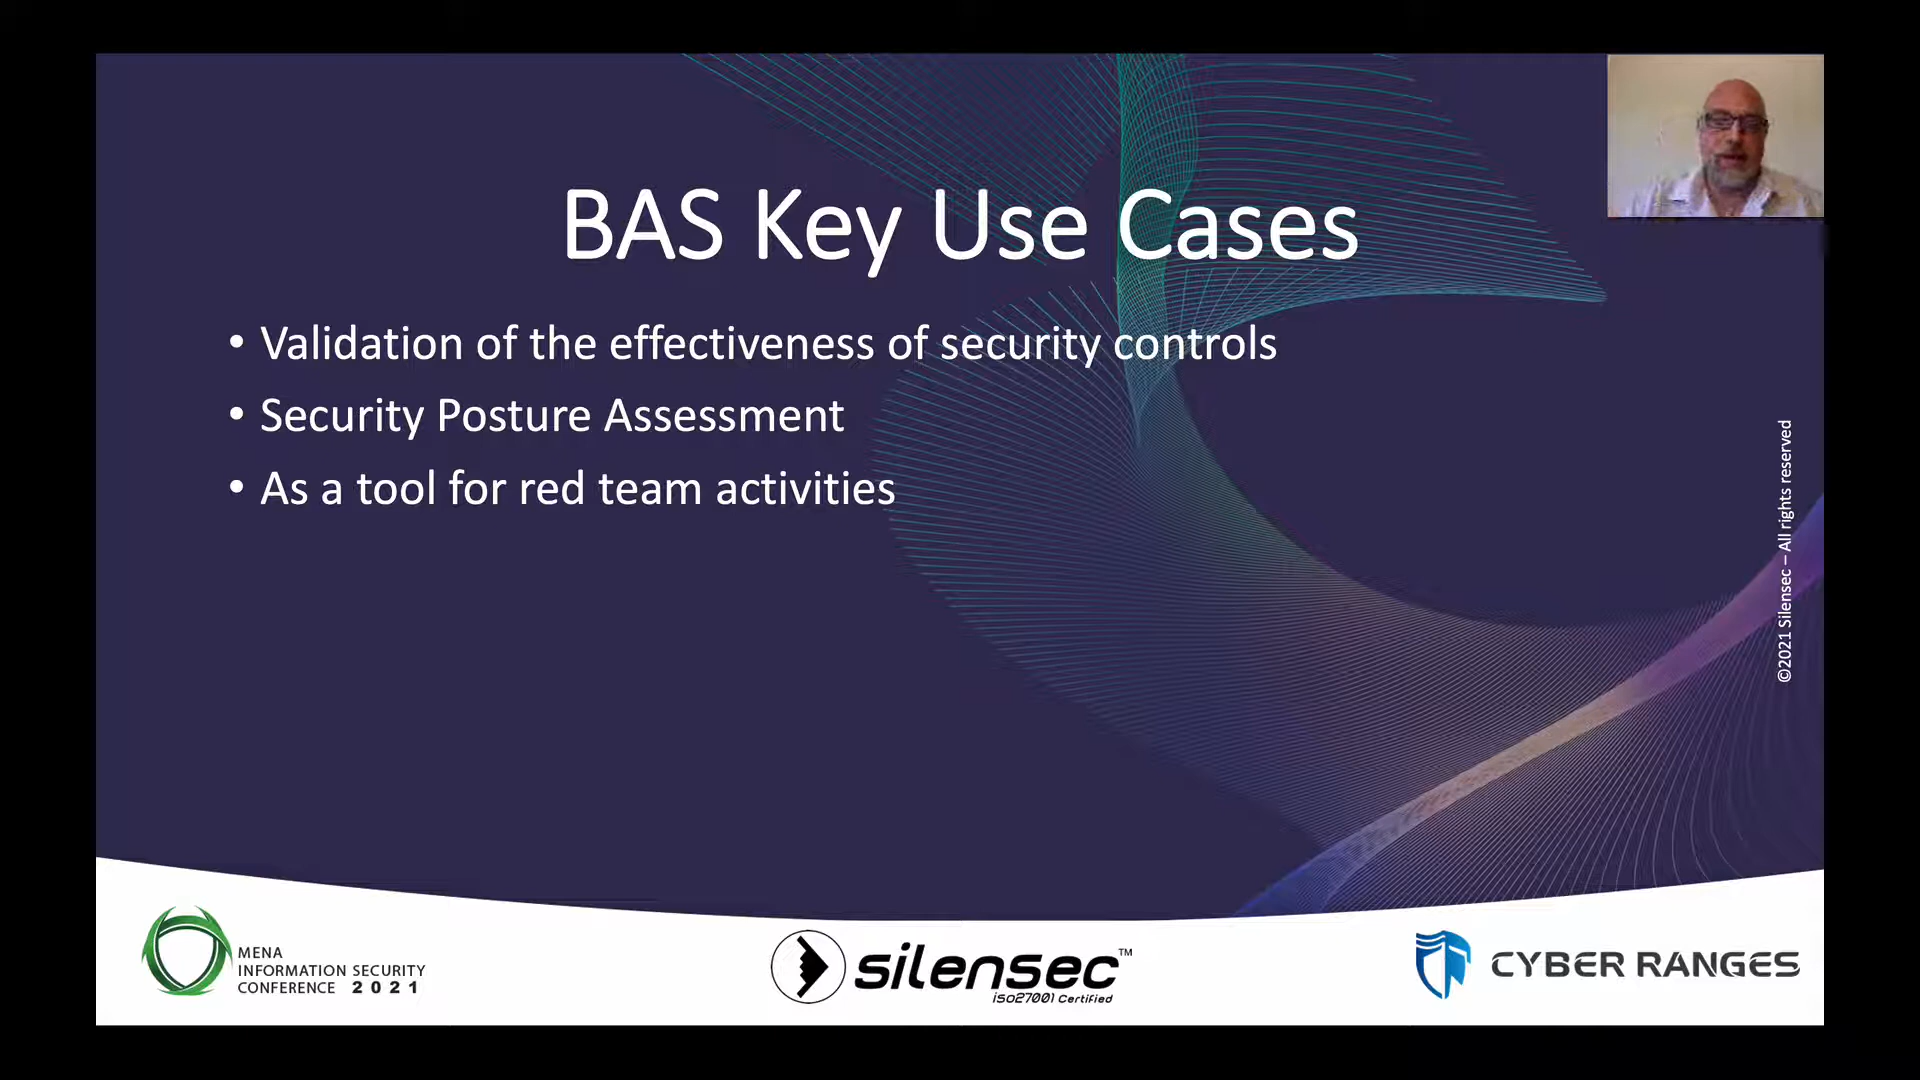 BAS Key Use Cases
• Validation of the effectiveness of security controls
• Security Posture Assessment
• As a tool for red team activities
©2021 Silensec – All rights reserved
MENA
INFORMATION SECURITY
CONFERENCE 2021
silensec™
iso27001 Certified
CYBER RANGES